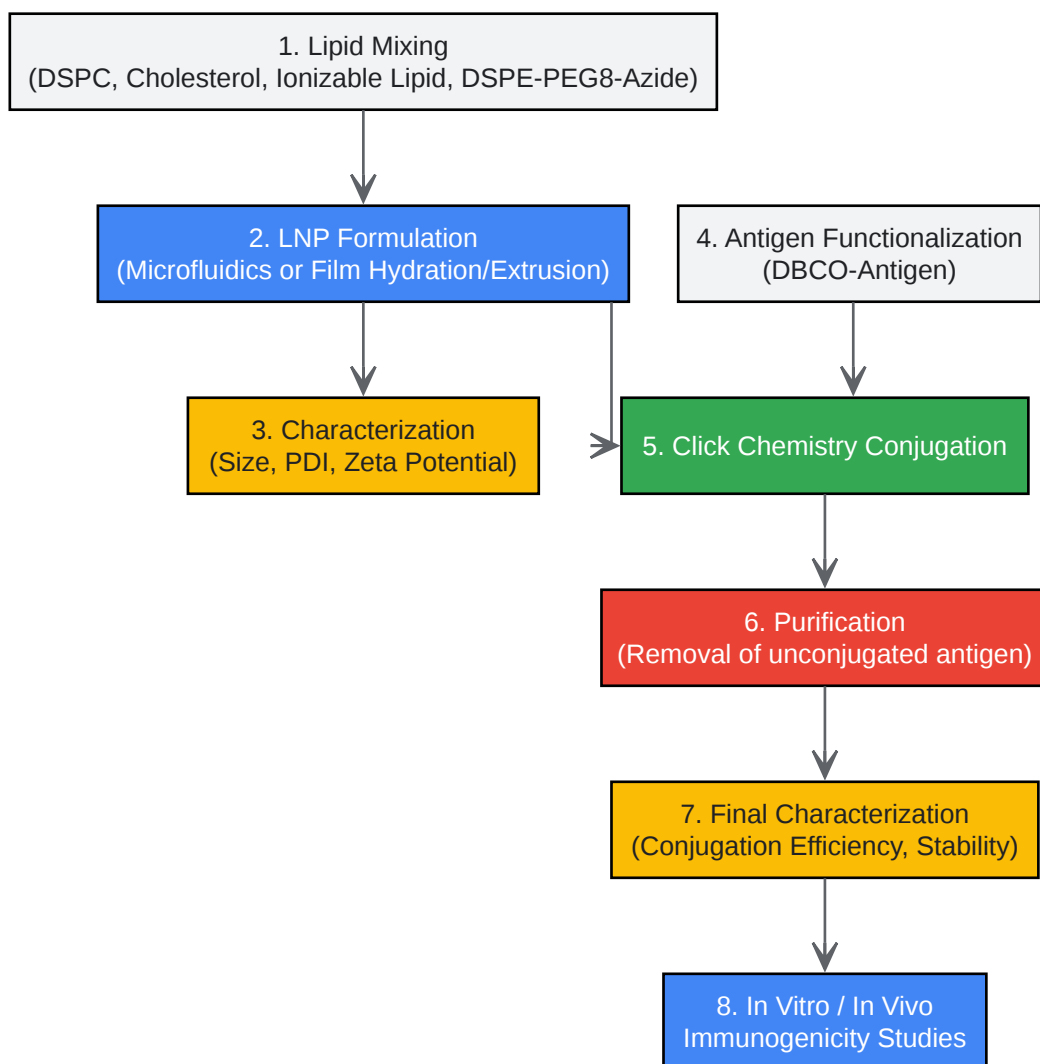 1. Lipid Mixing
(DSPC, Cholesterol, Ionizable Lipid, DSPE-PEG8-Azide)
2. LNP Formulation
(Microfluidics or Film Hydration/Extrusion)
4. Antigen Functionalization
(DBCO-Antigen)
3. Characterization
(Size, PDI, Zeta Potential)
5. Click Chemistry Conjugation
6. Purification
(Removal of unconjugated antigen)
7. Final Characterization
(Conjugation Efficiency, Stability)
8. In Vitro / In Vivo
Immunogenicity Studies